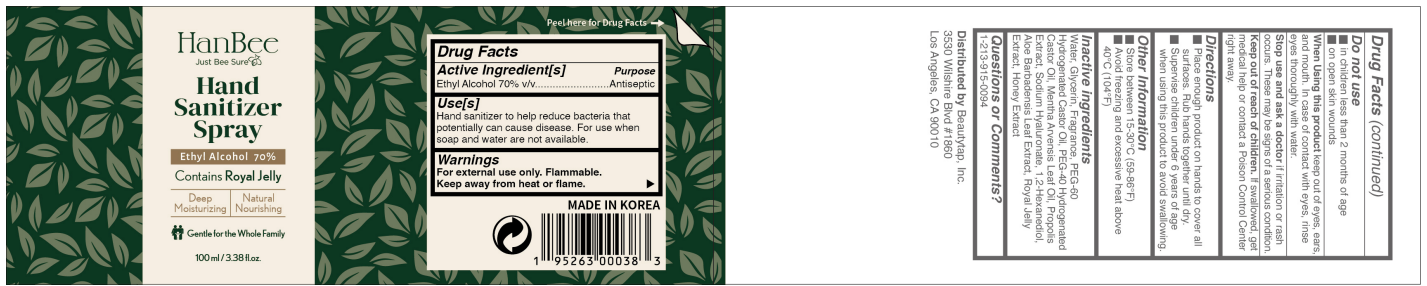 HanBee
Just Bee Sure
Hand
Sanitizer
Spray
Ethyl Alcohol 70%
Contains Royal Jelly
Deep
Moisturizing
Natural
Nourishing
Gentle for the Whole Family
100 ml / 3.38 fl.oz.
Peel here for Drug Facts
Drug Facts
Active Ingredient[s] Purpose
Ethyl Alcohol 70% v/v..........................Antiseptic
Use[s]
Hand sanitizer to help reduce bacteria that
potentially can cause disease. For use when
soap and water are not available.
Warnings
For external use only. Flammable.
Keep away from heat or flame.
MADE IN KOREA
1 95263 00038 3
Drug Facts (continued)
Do not use
■ in children less than 2 months of age
■ on open skin wounds
When Using this product keep out of eyes, ears,
and mouth. In case of contact with eyes, rinse
eyes thoroughly with water.
Stop use and ask a doctor if irritation or rash
occurs. These may be signs of a serious condition.
Keep out of reach of children. If swallowed, get
medical help or contact a Poison Control Center
right away.
Directions
■ Place enough product on hands to cover all
surfaces. Rub hands together until dry.
■ Supervise children under 6 years of age
when using this product to avoid swallowing.
Other Information
■ Store between 15-30°C (59-86°F)
■ Avoid freezing and excessive heat above
40°C (104°F)
Inactive ingredients
Water, Glycerin, Fragrance, PEG-60
Hydrogenated Castor Oil, PEG-40 Hydrogenated
Castor Oil, Mentha Arvensis Leaf Oil, Propolis
Extract, Sodium Hyaluronate, 1,2-Hexanediol,
Aloe Barbadensis Leaf Extract, Royal Jelly
Extract, Honey Extract
Questions or Comments?
1-213-915-0094
Distributed by Beautytap, Inc.
3530 Wilshire Blvd #1860
Los Angeles, CA 90010